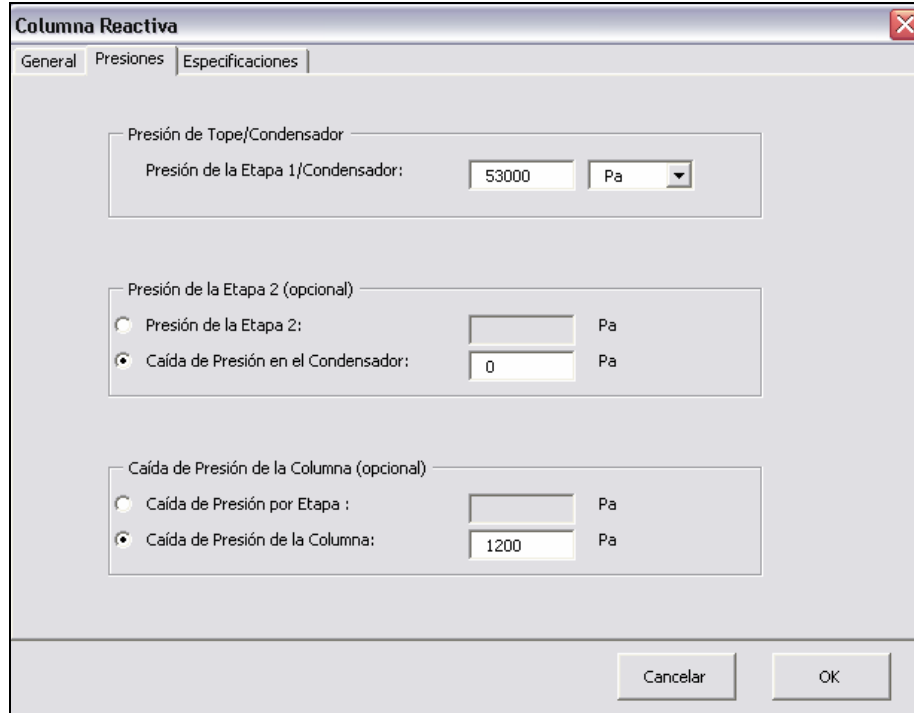 Columna Reactiva
General Presiones Especificaciones
Presión de Tope/Condensador
Presión de la Etapa 1/Condensador: 53000 Pa
Presión de la Etapa 2 (opcional)
Presión de la Etapa 2: Pa
Caída de Presión en el Condensador: 0 Pa
Caída de Presión de la Columna (opcional)
Caída de Presión por Etapa : Pa
Caída de Presión de la Columna: 1200 Pa
Cancelar OK